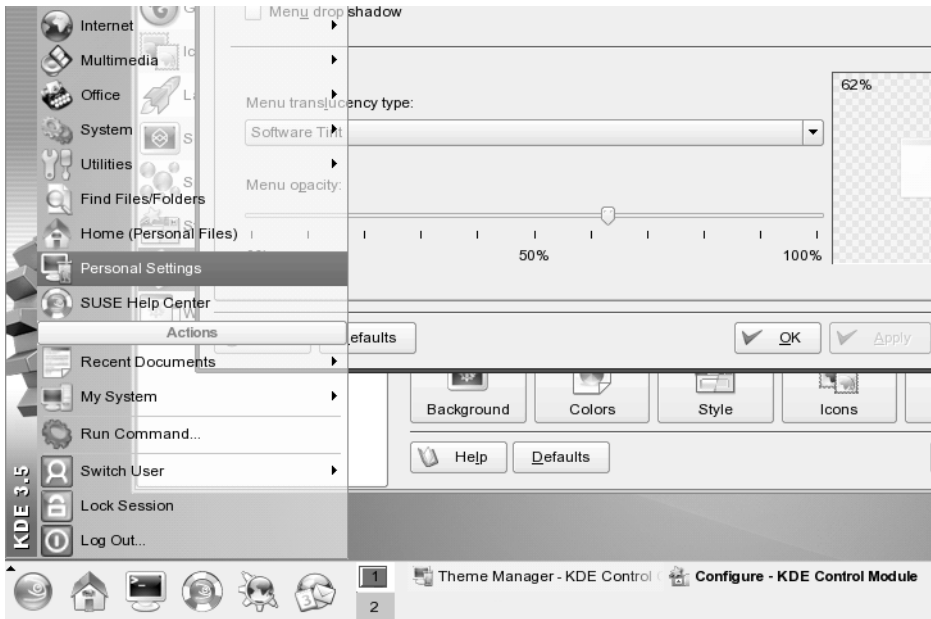 Menu drop shadow
Internet
Multimedia
Office
System
Utilities
Find Files/Folders
Home (Personal Files)
Personal Settings
SUSE Help Center
Actions
Recent Documents
My System
Run Command...
Switch User
Lock Session
Log Out...
KDE 3.5
Menu translucency type:
Software Tint
Menu opacity:
50%
100%
62%
efaults
OK
Apply
Background
Colors
Style
Icons
Help
Defaults
1
2
3
Theme Manager - KDE Control
Configure - KDE Control Module